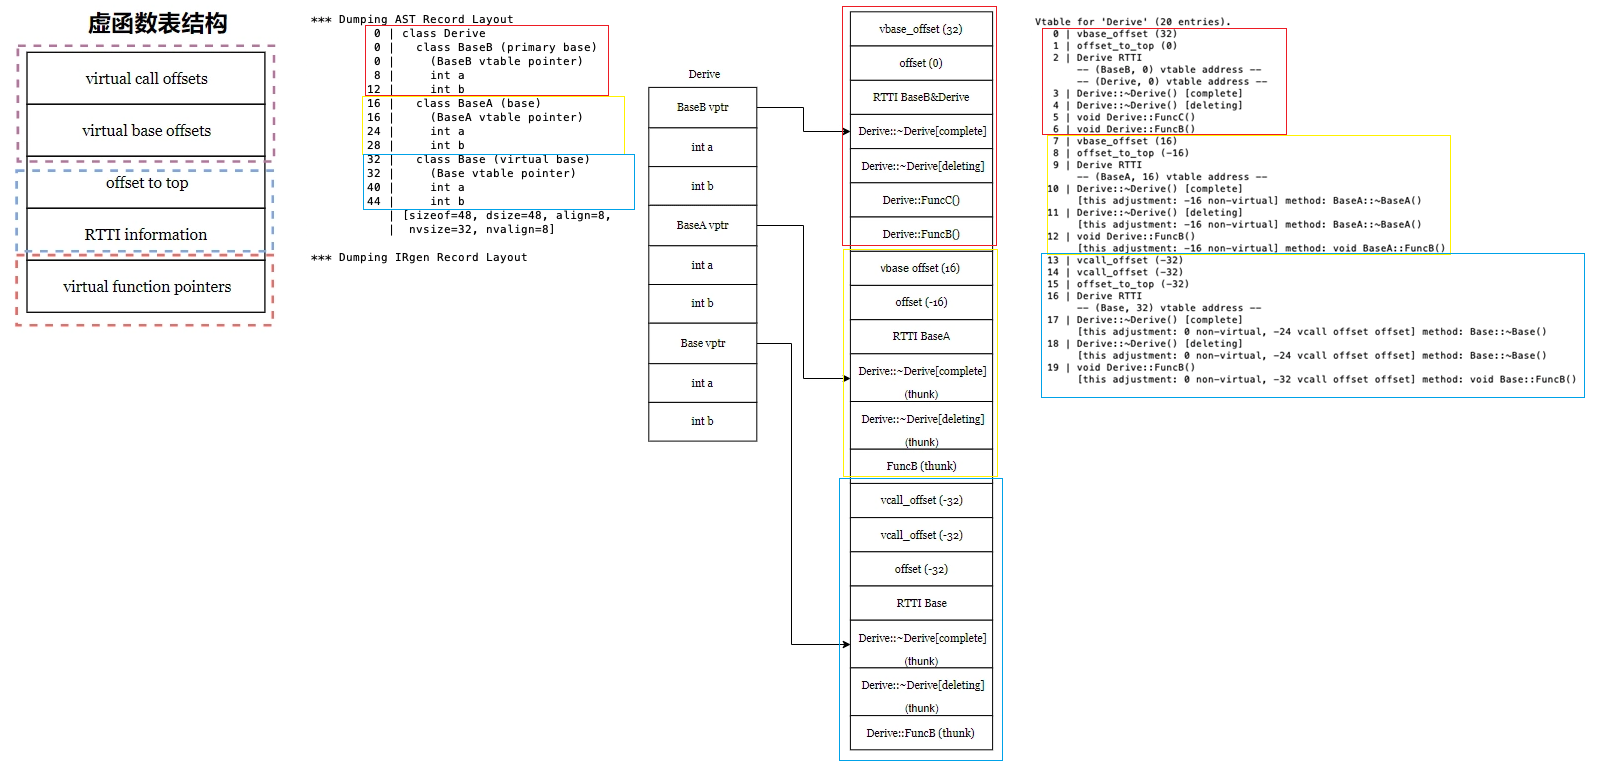 虚函数表结构
virtual call offsets
virtual base offsets
offset to top
RTTI information
virtual function pointers
*** Dumping AST Record Layout
0 | class Derive
0 |   class BaseB (primary base)
0 |     (BaseB vtable pointer)
8 |     int a
12 |     int b
16 |   class BaseA (base)
16 |     (BaseA vtable pointer)
24 |     int a
28 |     int b
32 |   class Base (virtual base)
32 |     (Base vtable pointer)
40 |     int a
44 |     int b
| [sizeof=48, dsize=48, align=8,
|  nvsize=32, nvalign=8]
*** Dumping IRgen Record Layout
Derive
BaseB vptr
int a
int b
BaseA vptr
int a
int b
Base vptr
int a
int b
vbase_offset (32)
offset (0)
RTTI BaseB&Derive
Derive::~Derive[complete]
Derive::~Derive[deleting]
Derive::FuncC()
Derive::FuncB()
vbase offset (16)
offset (-16)
RTTI BaseA
Derive::~Derive[complete]
(thunk)
Derive::~Derive[deleting]
(thunk)
FuncB (thunk)
vcall_offset (-32)
vcall_offset (-32)
offset (-32)
RTTI Base
Derive::~Derive[complete]
(thunk)
Derive::~Derive[deleting]
(thunk)
Derive::FuncB (thunk)
Vtable for 'Derive' (20 entries).
0 | vbase_offset (32)
1 | offset_to_top (0)
2 | Derive RTTI
-- (BaseB, 0) vtable address --
-- (Derive, 0) vtable address --
3 | Derive::~Derive() [complete]
4 | Derive::~Derive() [deleting]
5 | void Derive::FuncC()
6 | void Derive::FuncB()
7 | vbase_offset (16)
8 | offset_to_top (-16)
9 | Derive RTTI
-- (BaseA, 16) vtable address --
10 | Derive::~Derive() [complete]
[this adjustment: -16 non-virtual] method: BaseA::~BaseA()
11 | Derive::~Derive() [deleting]
[this adjustment: -16 non-virtual] method: BaseA::~BaseA()
12 | void Derive::FuncB()
[this adjustment: -16 non-virtual] method: void BaseA::FuncB()
13 | vcall_offset (-32)
14 | vcall_offset (-32)
15 | offset_to_top (-32)
16 | Derive RTTI
-- (Base, 32) vtable address --
17 | Derive::~Derive() [complete]
[this adjustment: 0 non-virtual, -24 vcall offset offset] method: Base::~Base()
18 | Derive::~Derive() [deleting]
[this adjustment: 0 non-virtual, -24 vcall offset offset] method: Base::~Base()
19 | void Derive::FuncB()
[this adjustment: 0 non-virtual, -32 vcall offset offset] method: void Base::FuncB()